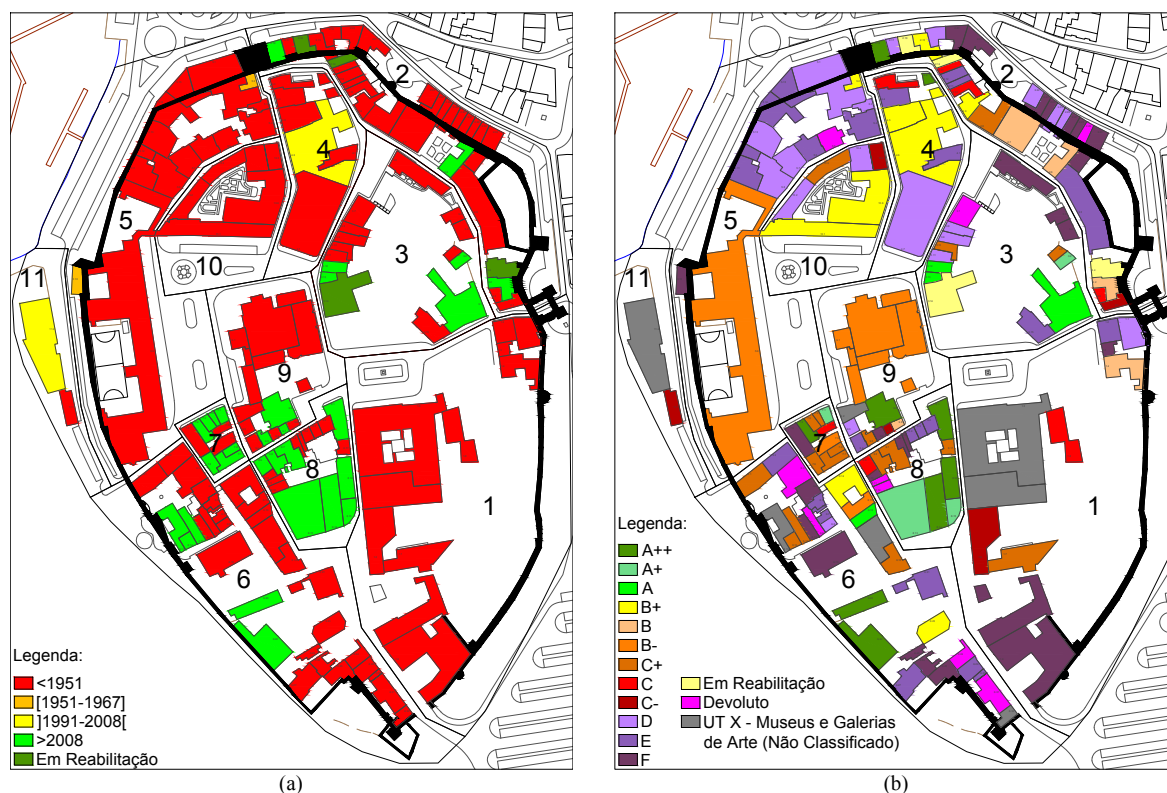 2
4
5
3
11
10
9
7
8
1
6
Legenda:
<1951
[1951-1967]
]1991-2008[
>2008
Em Reabilitação
(a)
2
4
5
3
11
10
9
7
8
1
6
Legenda:
A++
A+
A
B+
B
B-
C+
C
C-
D
E
F
Em Reabilitação
Devoluto
UT X - Museus e Galerias
de Arte (Não Classificado)
(b)